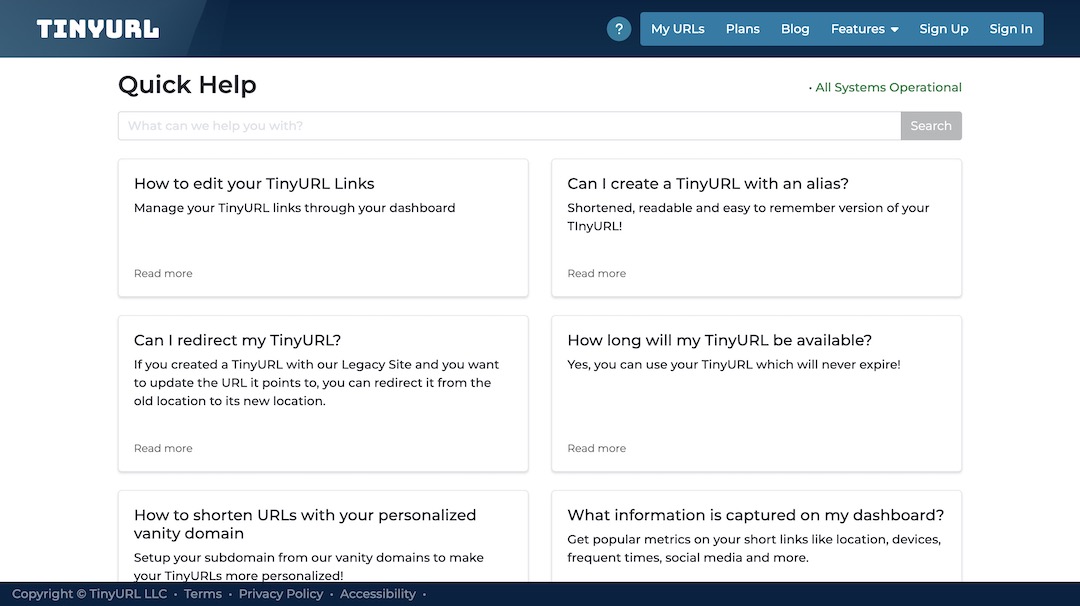 TINYURL
?
My URLs
Plans
Blog
Features
Sign Up
Sign In
Quick Help
• All Systems Operational
What can we help you with?
Search
How to edit your TinyURL Links
Manage your TinyURL links through your dashboard
Read more
Can I create a TinyURL with an alias?
Shortened, readable and easy to remember version of your
TInyURL!
Read more
Can I redirect my TinyURL?
If you created a TinyURL with our Legacy Site and you want
to update the URL it points to, you can redirect it from the
old location to its new location.
Read more
How long will my TinyURL be available?
Yes, you can use your TinyURL which will never expire!
Read more
How to shorten URLs with your personalized
vanity domain
Setup your subdomain from our vanity domains to make
your TinyURLs more personalized!
What information is captured on my dashboard?
Get popular metrics on your short links like location, devices,
frequent times, social media and more.
Copyright © TinyURL LLC • Terms • Privacy Policy • Accessibility •